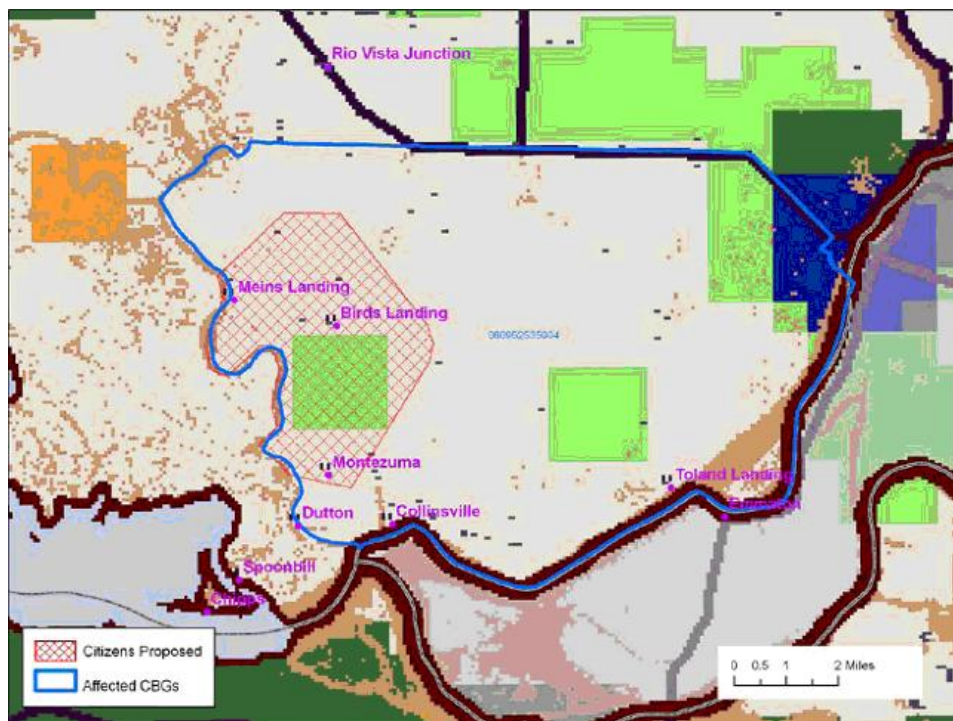 Rio Vista Junction
Meins Landing
Birds Landing
Montezuma
Toland Landing
Dutton
Collinsville
Spoonbill
Chipps
Citizens Proposed
Affected CBGs
0 0.5 1 2 Miles